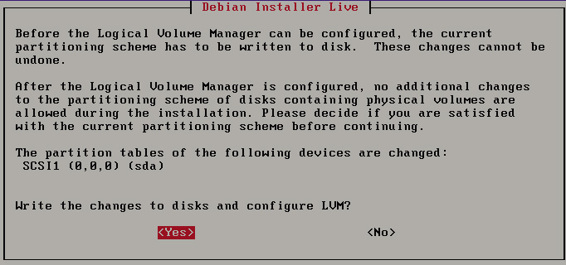 Debian Installer Live
Before the Logical Volume Manager can be configured, the current
partitioning scheme has to be written to disk.  These changes cannot be
undone.
After the Logical Volume Manager is configured, no additional changes
to the partitioning scheme of disks containing physical volumes are
allowed during the installation. Please decide if you are satisfied
with the current partitioning scheme before continuing.
The partition tables of the following devices are changed:
SCSI1 (0,0,0) (sda)
Write the changes to disks and configure LVM?
<Yes> <No>